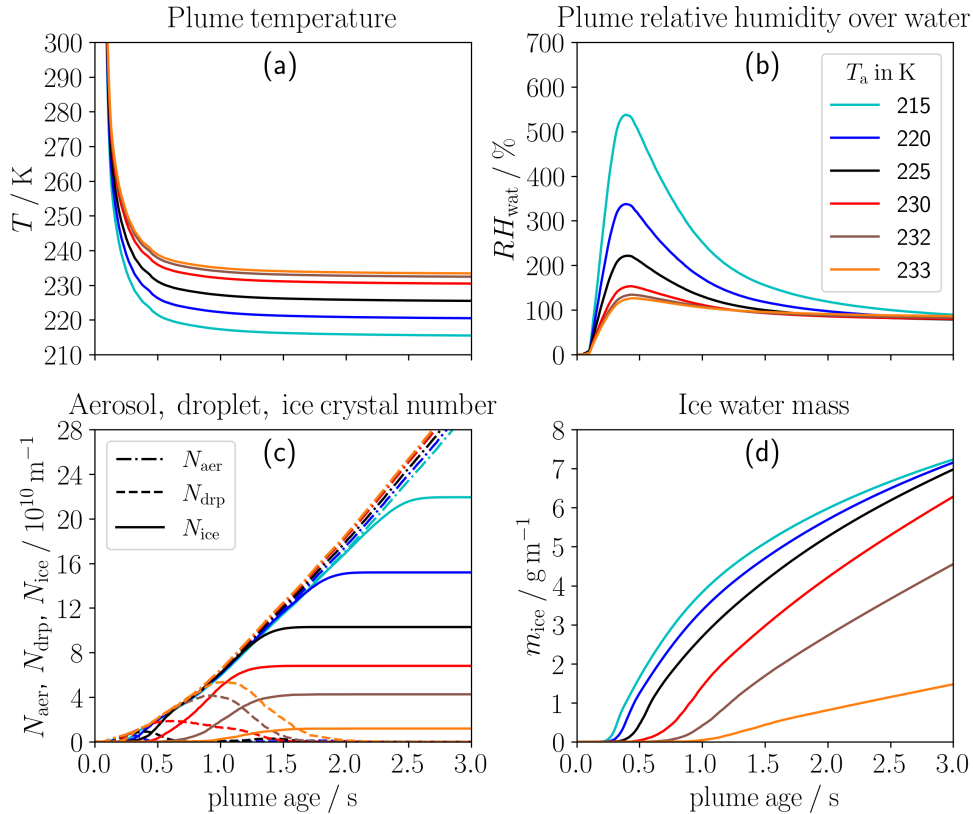 Plume temperature
(a)
T / K
300
290
280
270
260
250
240
230
220
210
Plume relative humidity over water
(b)
RH_wat / %
700
600
500
400
300
200
100
0
T_a in K
215
220
225
230
232
233
Aerosol, droplet, ice crystal number
(c)
N_aer, N_drp, N_ice / 10^10 m^−1
28
24
20
16
12
8
4
0
N_aer
N_drp
N_ice
0.0 0.5 1.0 1.5 2.0 2.5 3.0
plume age / s
Ice water mass
(d)
m_ice / g m^−1
8
7
6
5
4
3
2
1
0
0.0 0.5 1.0 1.5 2.0 2.5 3.0
plume age / s